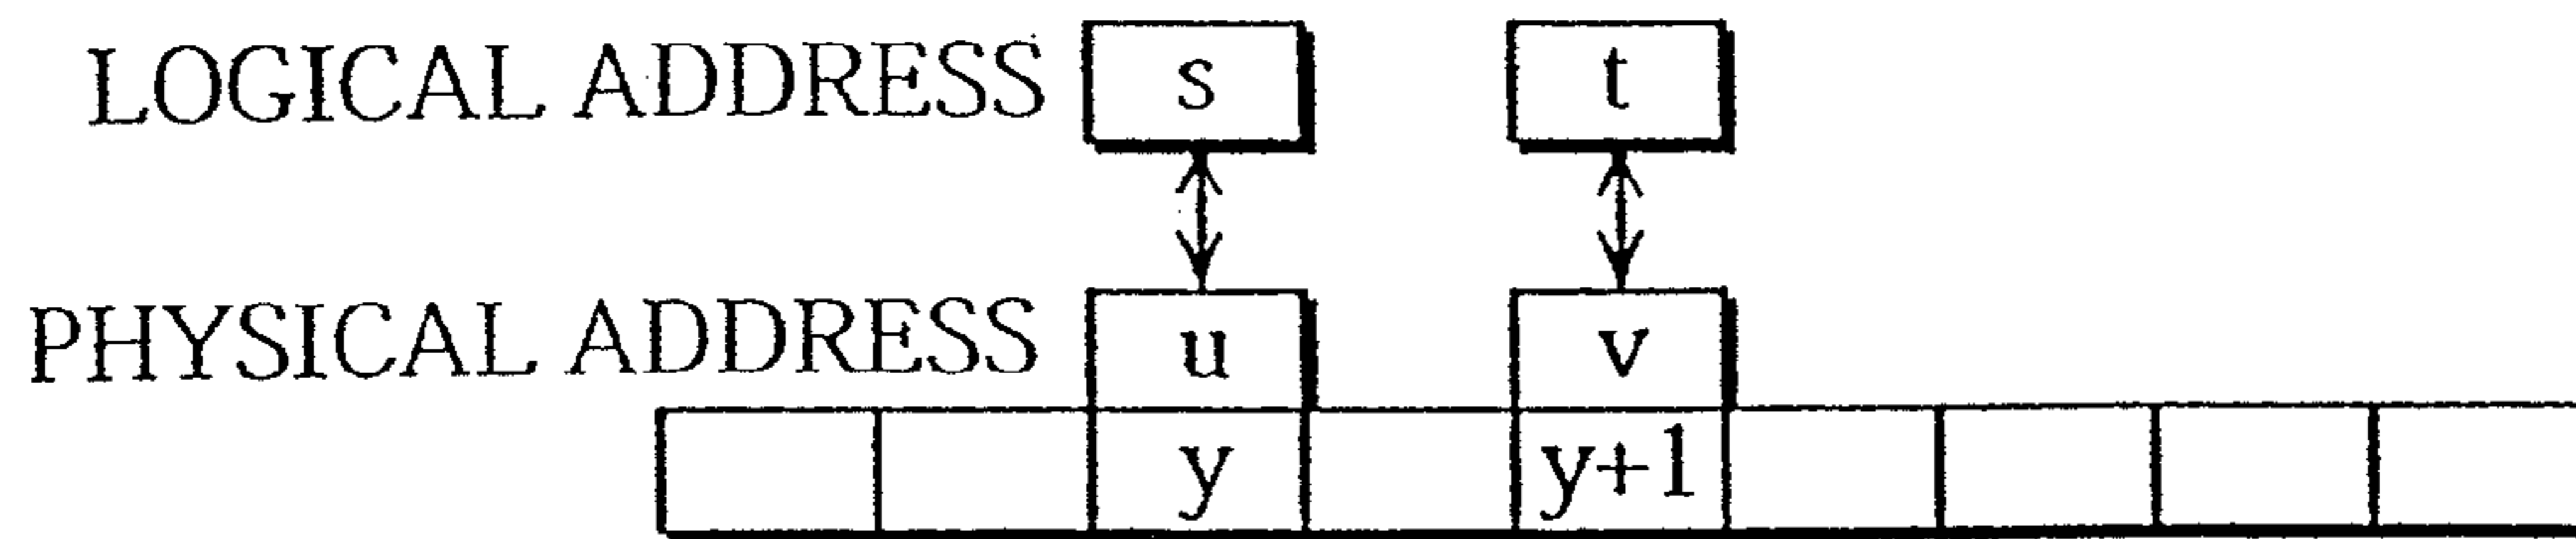 LOGICAL ADDRESS s t
PHYSICAL ADDRESS u v
y y+1